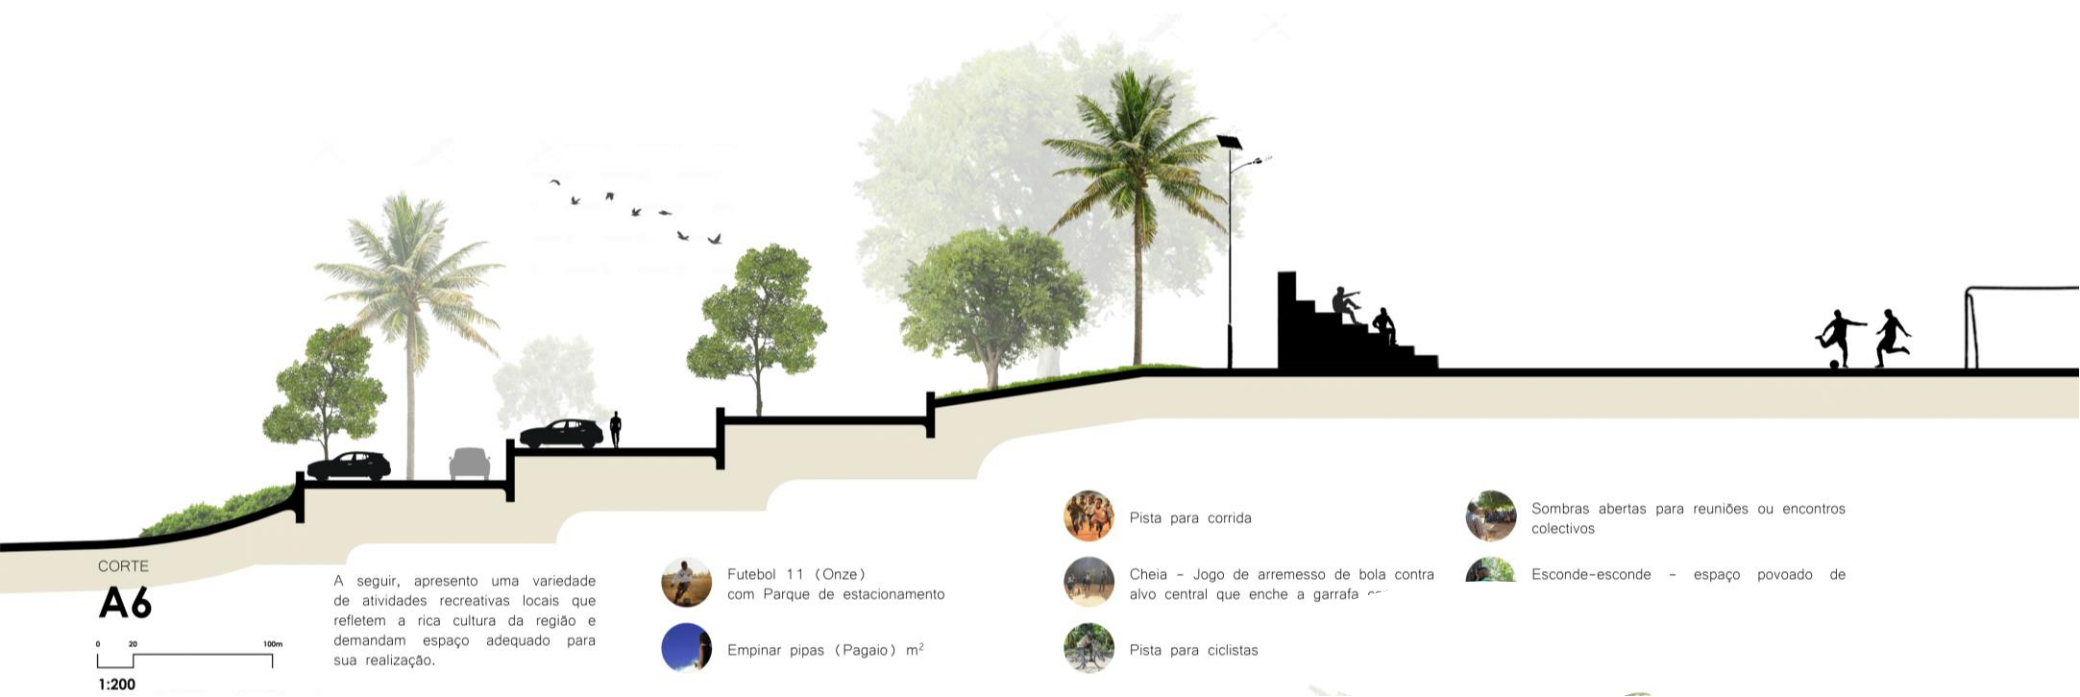 CORTE
A6
0 20 100m
1:200
A seguir, apresento uma variedade
de atividades recreativas locais que
refletem a rica cultura da região e
demandam espaço adequado para
sua realização.
Futebol 11 (Onze)
com Parque de estacionamento
Empinar pipas (Pagaio) m²
Pista para corrida
Cheia - Jogo de arremesso de bola contra
alvo central que enche a garrafa
Pista para ciclistas
Sombras abertas para reuniões ou encontros
colectivos
Esconde-esconde - espaço povoado de